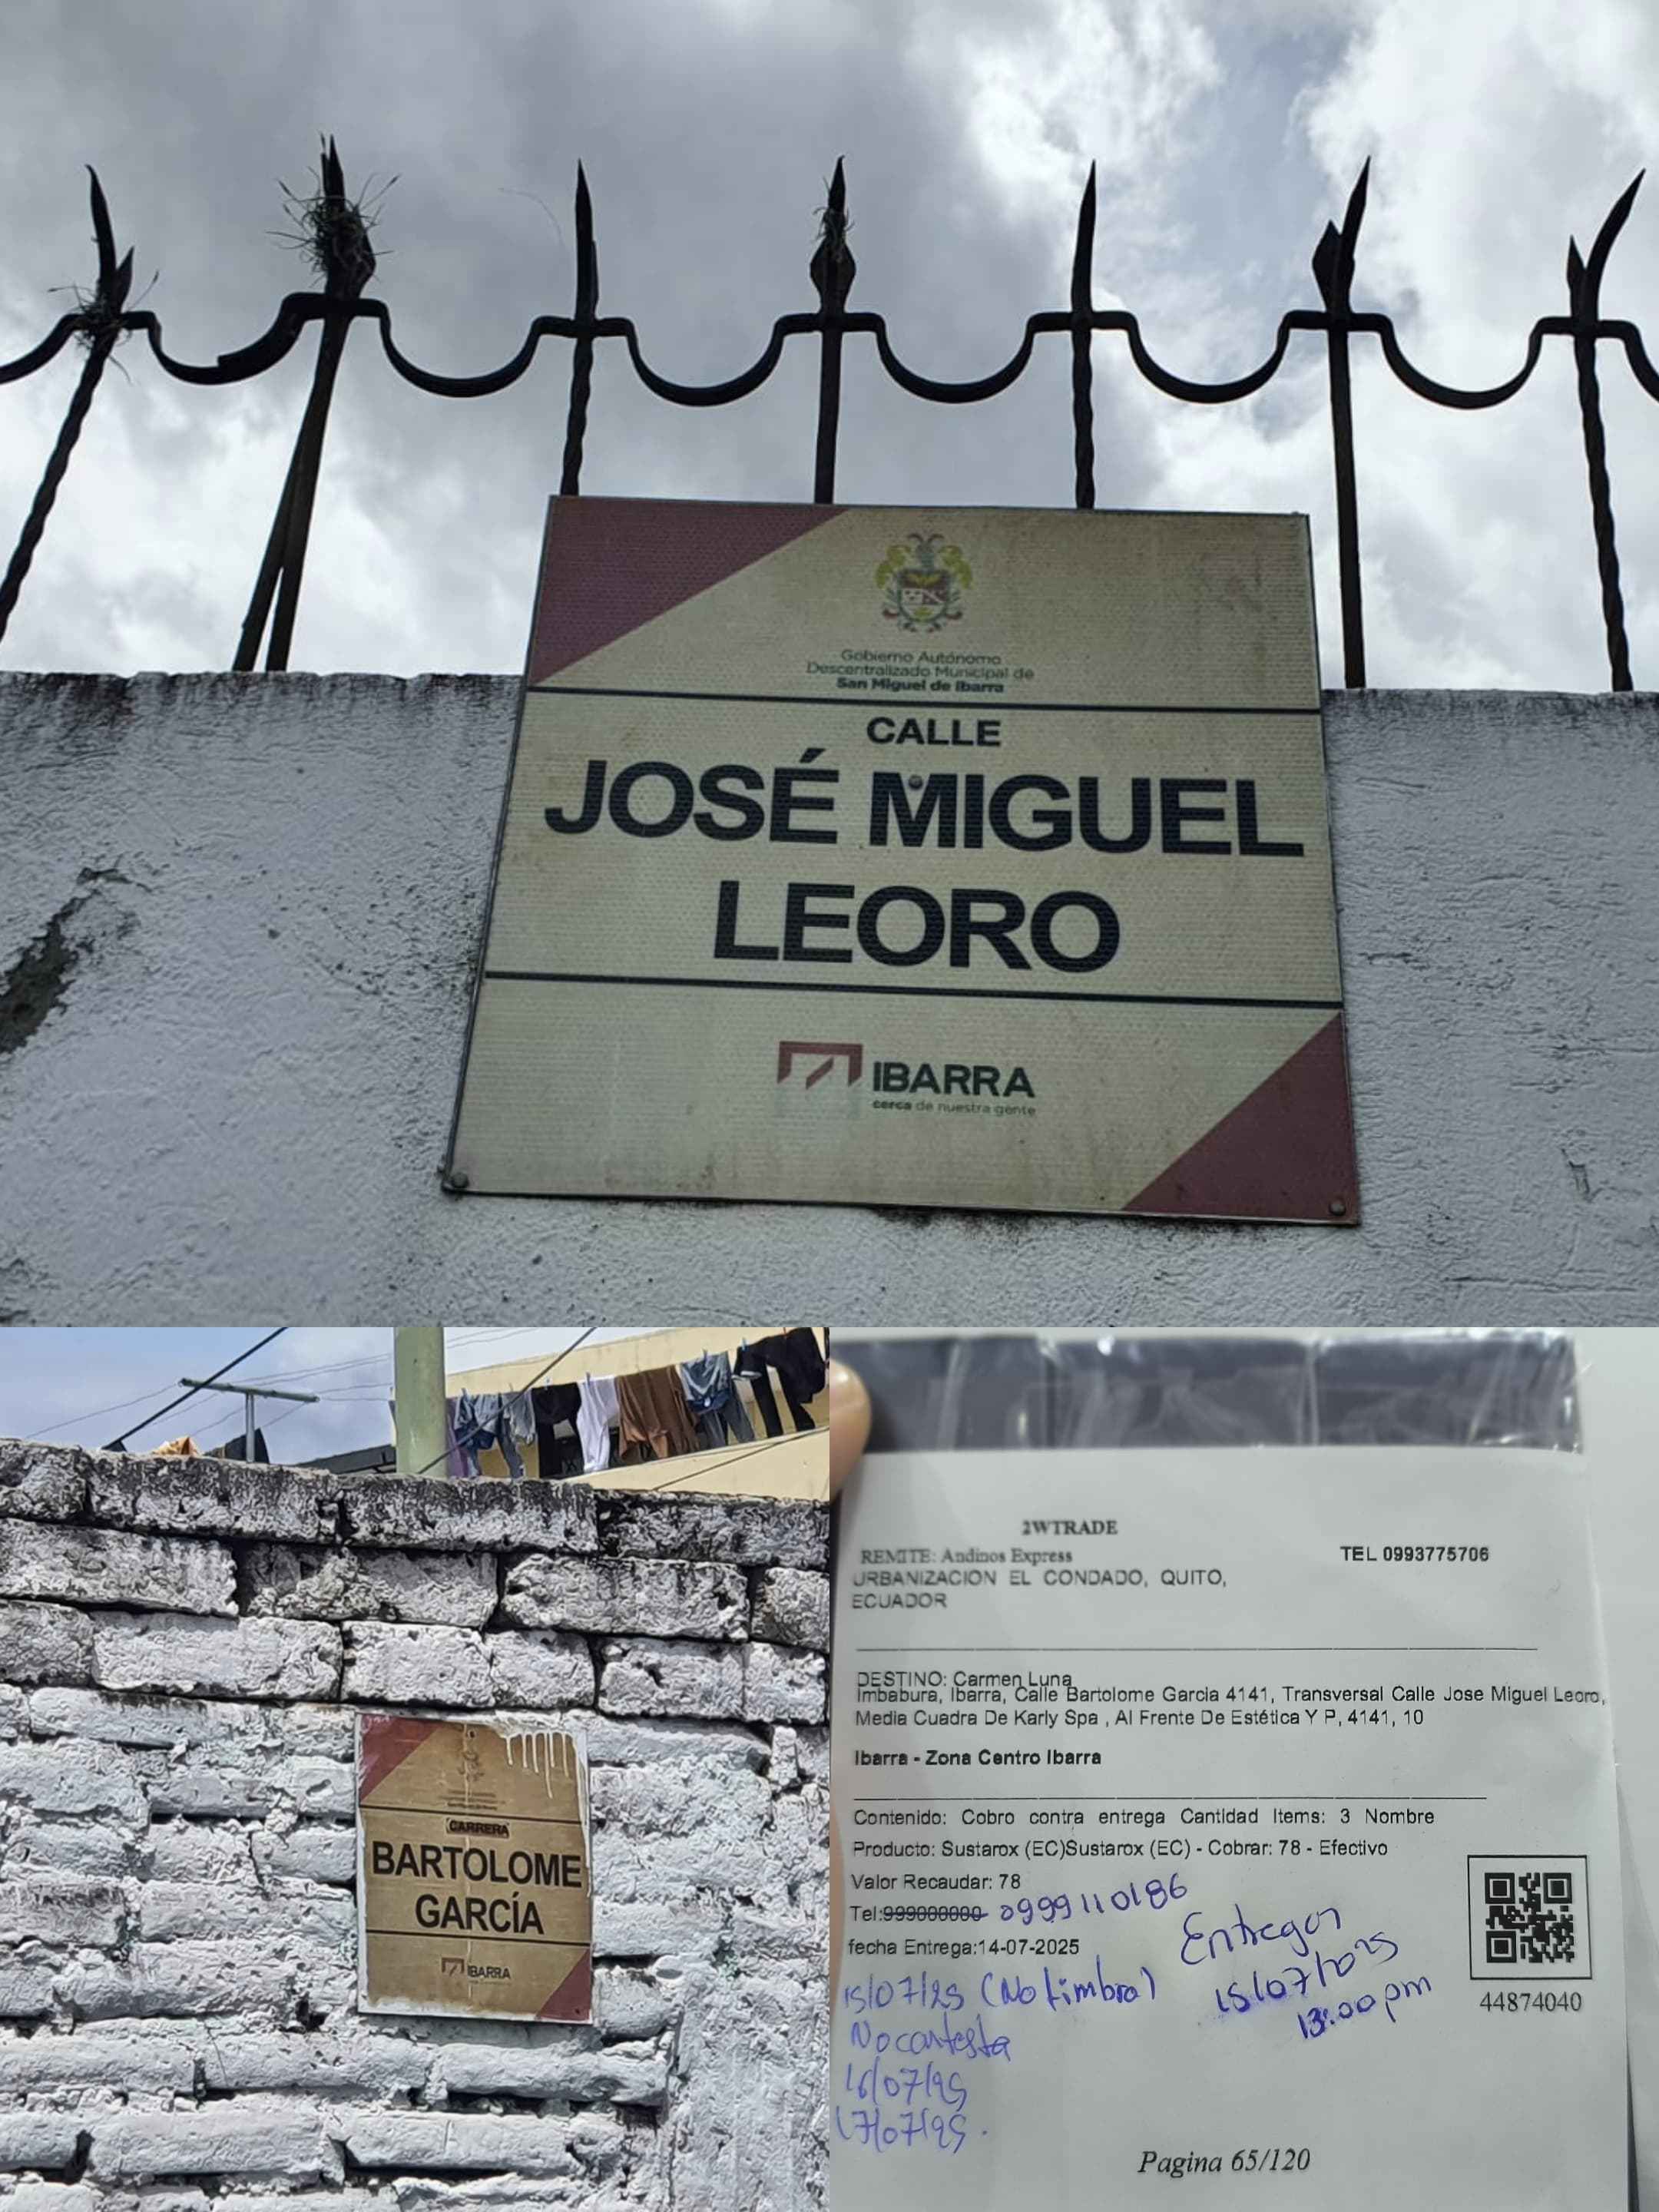 Gobierno Autónomo
Descentralizado Municipal de
San Miguel de Ibarra
CALLE
JOSÉ MIGUEL
LEORO
IBARRA
cerca de nuestra gente
CARRERA
BARTOLOME
GARCÍA
IBARRA
2WTRADE
REMITE: Andinos Express
TEL 0993775706
URBANIZACION EL CONDADO, QUITO,
ECUADOR
DESTINO: Carmen Luna
Imbabura, Ibarra, Calle Bartolome Garcia 4141, Transversal Calle Jose Miguel Leoro,
Media Cuadra De Karly Spa , Al Frente De Estética Y P, 4141, 10
Ibarra - Zona Centro Ibarra
Contenido: Cobro contra entrega Cantidad Items: 3 Nombre
Producto: Sustarox (EC)Sustarox (EC) - Cobrar: 78 - Efectivo
Valor Recaudar: 78
Tel:999000000 0999110186
fecha Entrega:14-07-2025
Entregar
15/07/2025
13:00 pm
15/07/25 (No timbra)
No contesta
16/07/25
17/07/25.
44874040
Pagina 65/120